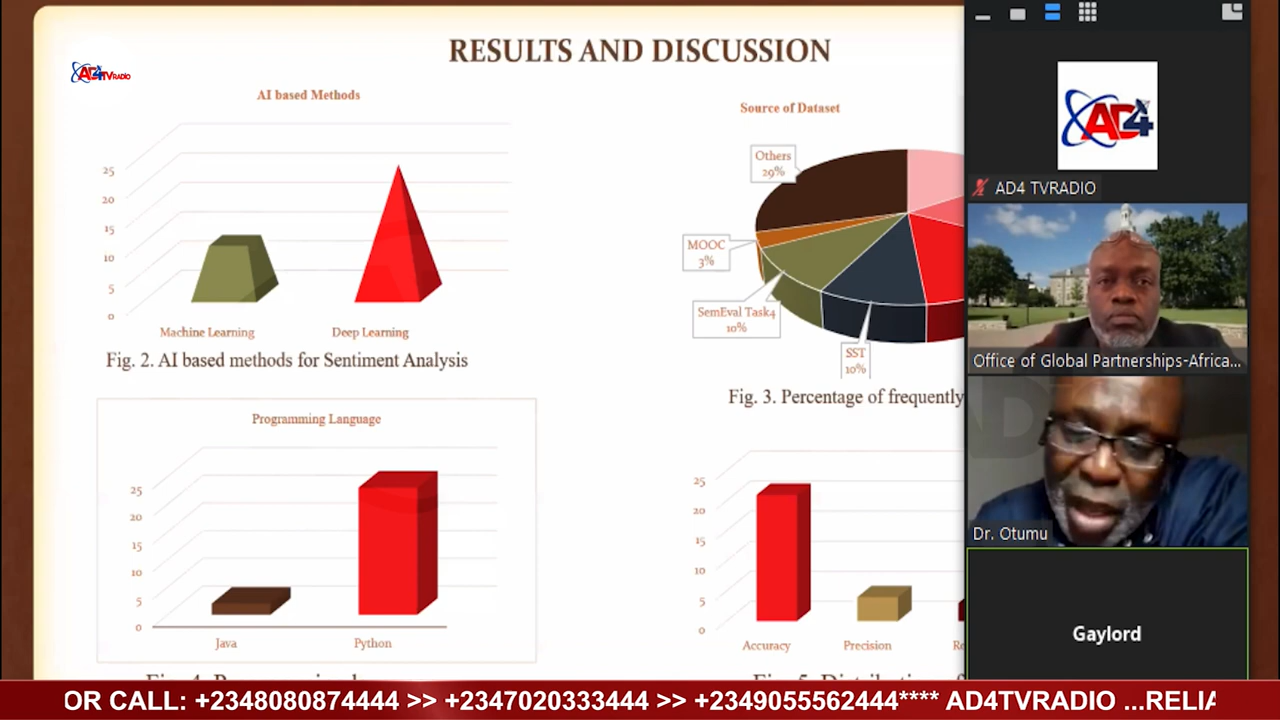 RESULTS AND DISCUSSION
AD4TVRADIO
AI based Methods
25
20
15
10
5
0
Machine Learning
Deep Learning
Fig. 2. AI based methods for Sentiment Analysis
Source of Dataset
Others
29%
MOOC
3%
SemEval Task4
10%
SST
10%
Fig. 3. Percentage of frequently
Programming Language
25
20
15
10
5
0
Java
Python
25
20
15
10
5
0
Accuracy
Precision
AD4
AD4 TVRADIO
Office of Global Partnerships-Africa...
Dr. Otumu
Gaylord
OR CALL: +2348080874444 >> +2347020333444 >> +2349055562444**** AD4TVRADIO ...RELIA